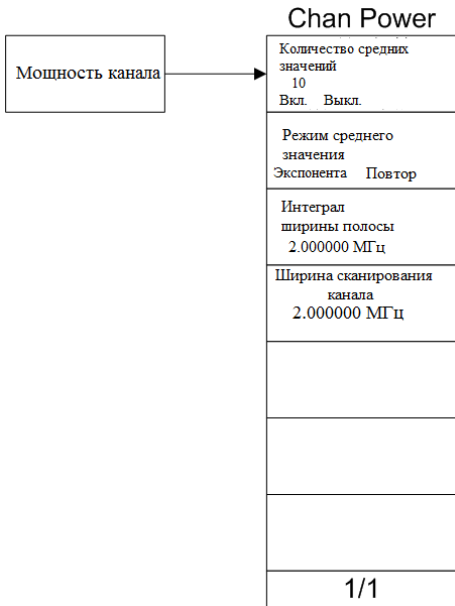 Chan Power
Мощность канала
Количество средних
значений
10
Вкл. Выкл.
Режим среднего
значения
Экспонента Повтор
Интеграл
ширины полосы
2.000000 МГц
Ширина сканирования
канала
2.000000 МГц
1/1